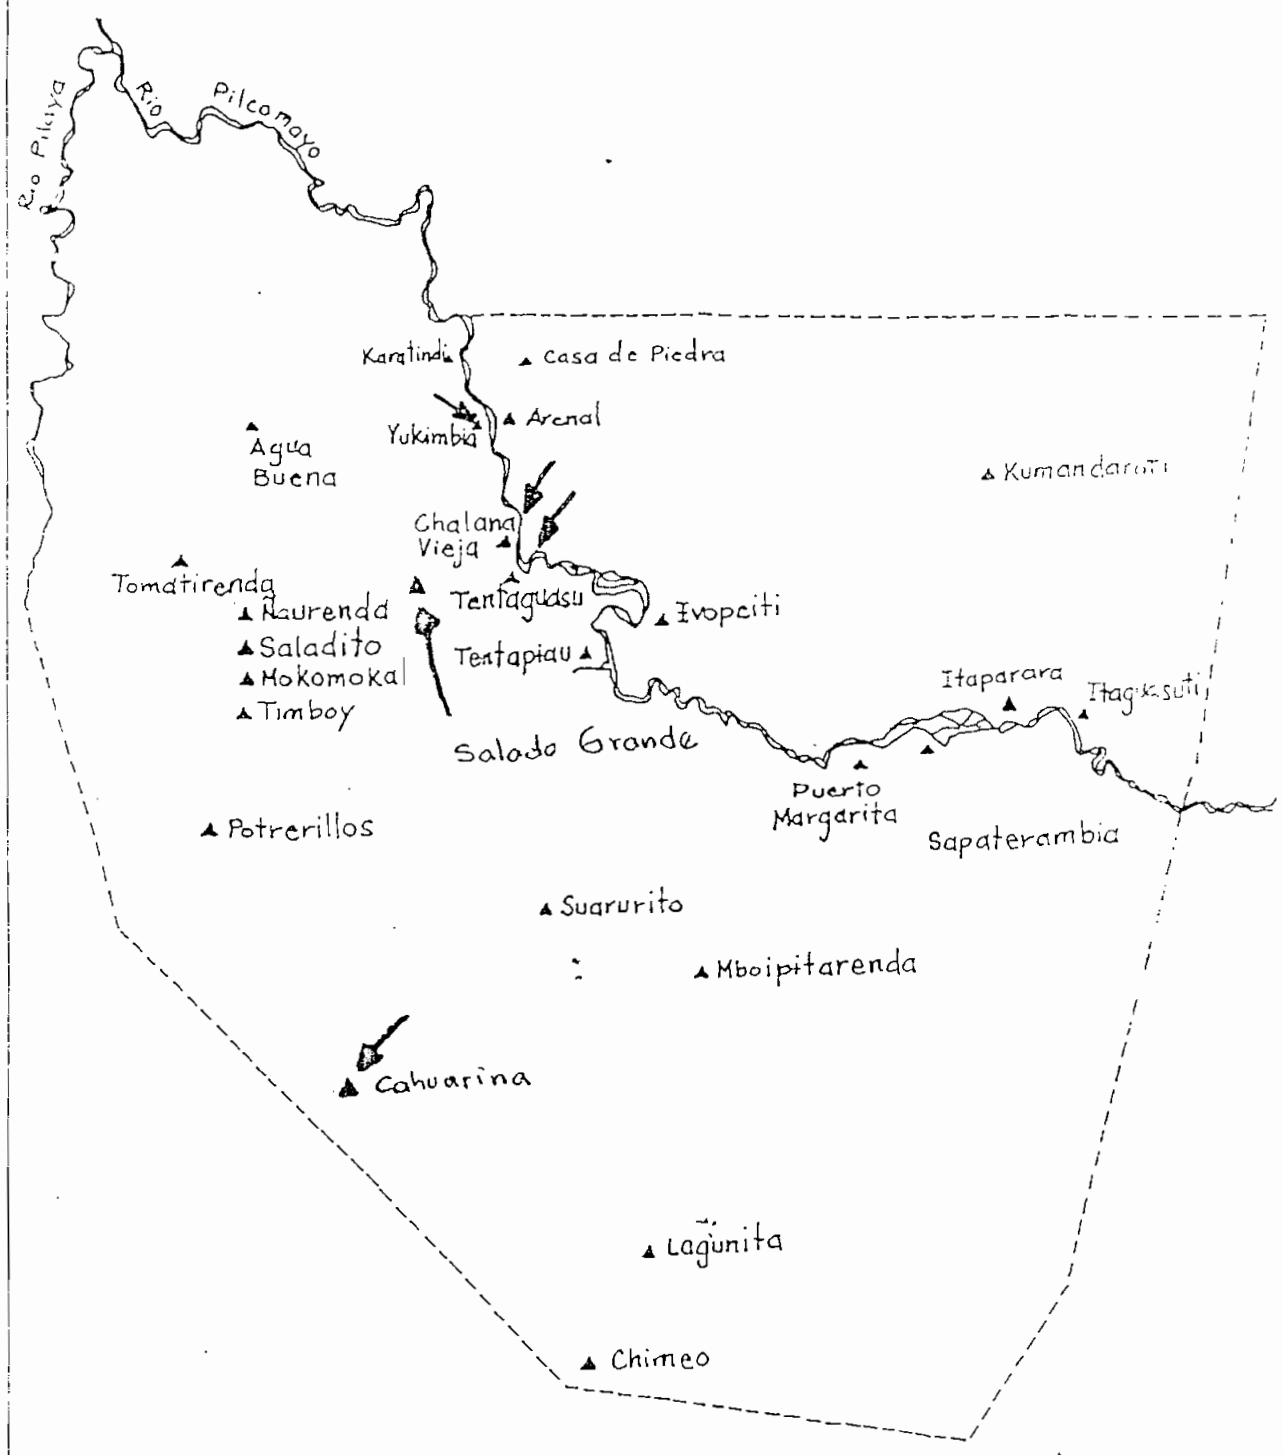 Rio Pilaya
Rio Pilcomayo
Karatindi
Casa de Piedra
Arenal
Yukimbia
Agua
Buena
Kumandaroti
Chalana
Vieja
Tomatirenda
Tentaguasu
Ñaurenda
Ivopeiti
Saladito
Tentapiau
Mokomokal
Itaparara
Timboy
Salado Grande
Puerto
Margarita
Potrerillos
Sapaterambia
Suarurito
Mboipitarenda
Cahuarina
Lagunita
Chimeo